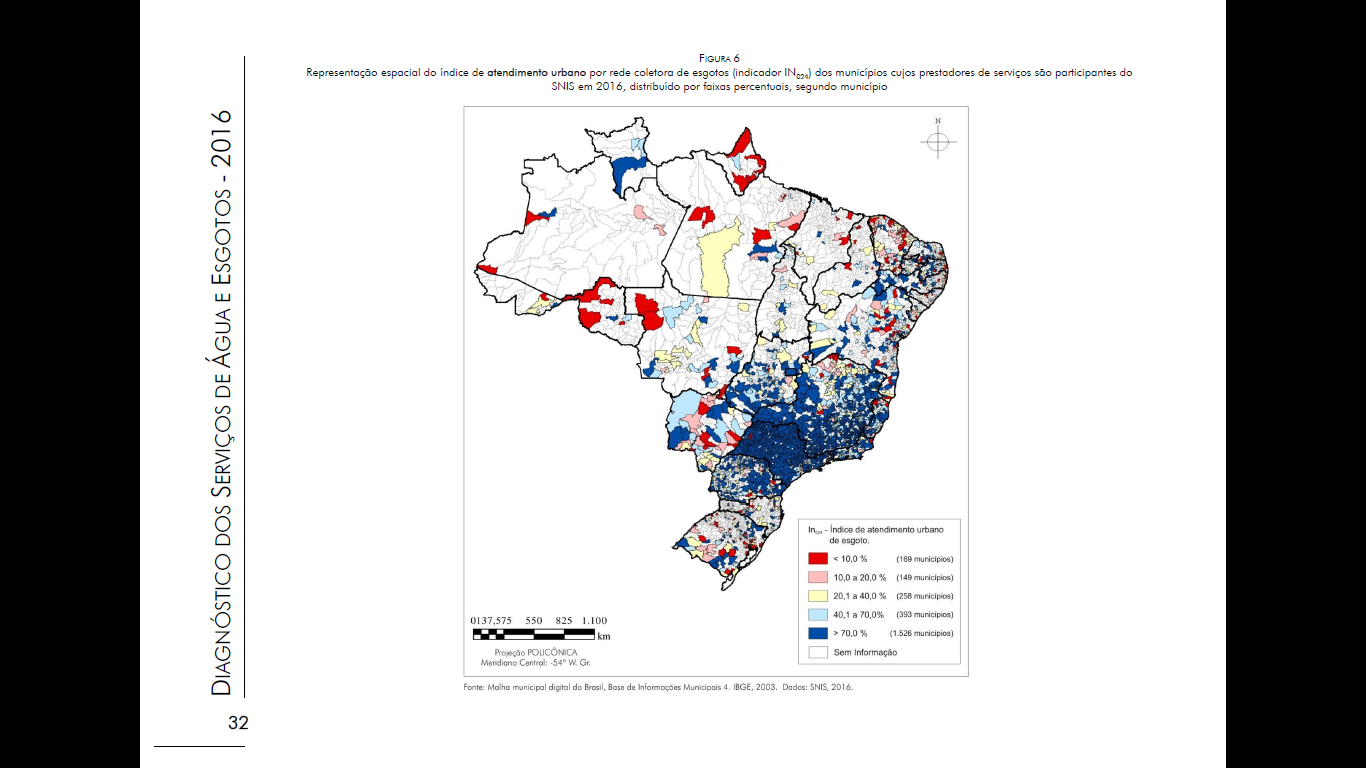 FIGURA 6
Representação espacial do índice de atendimento urbano por rede coletora de esgotos (indicador IN024) dos municípios cujos prestadores de serviços são participantes do
SNIS em 2016, distribuído por faixas percentuais, segundo município
DIAGNÓSTICO DOS SERVIÇOS DE ÁGUA E ESGOTOS - 2016
N
In024 - Índice de atendimento urbano
de esgoto.
< 10,0 % (169 municípios)
10,0 a 20,0 % (149 municípios)
20,1 a 40,0 % (258 municípios)
40,1 a 70,0% (393 municípios)
> 70,0 % (1.526 municípios)
Sem Informação
0137,575 550 825 1.100
km
Projeção POLICÔNICA
Meridiano Central: -54° W. Gr.
Fonte: Malha municipal digital do Brasil, Base de Informações Municipais 4. IBGE, 2003. Dados: SNIS, 2016.
32